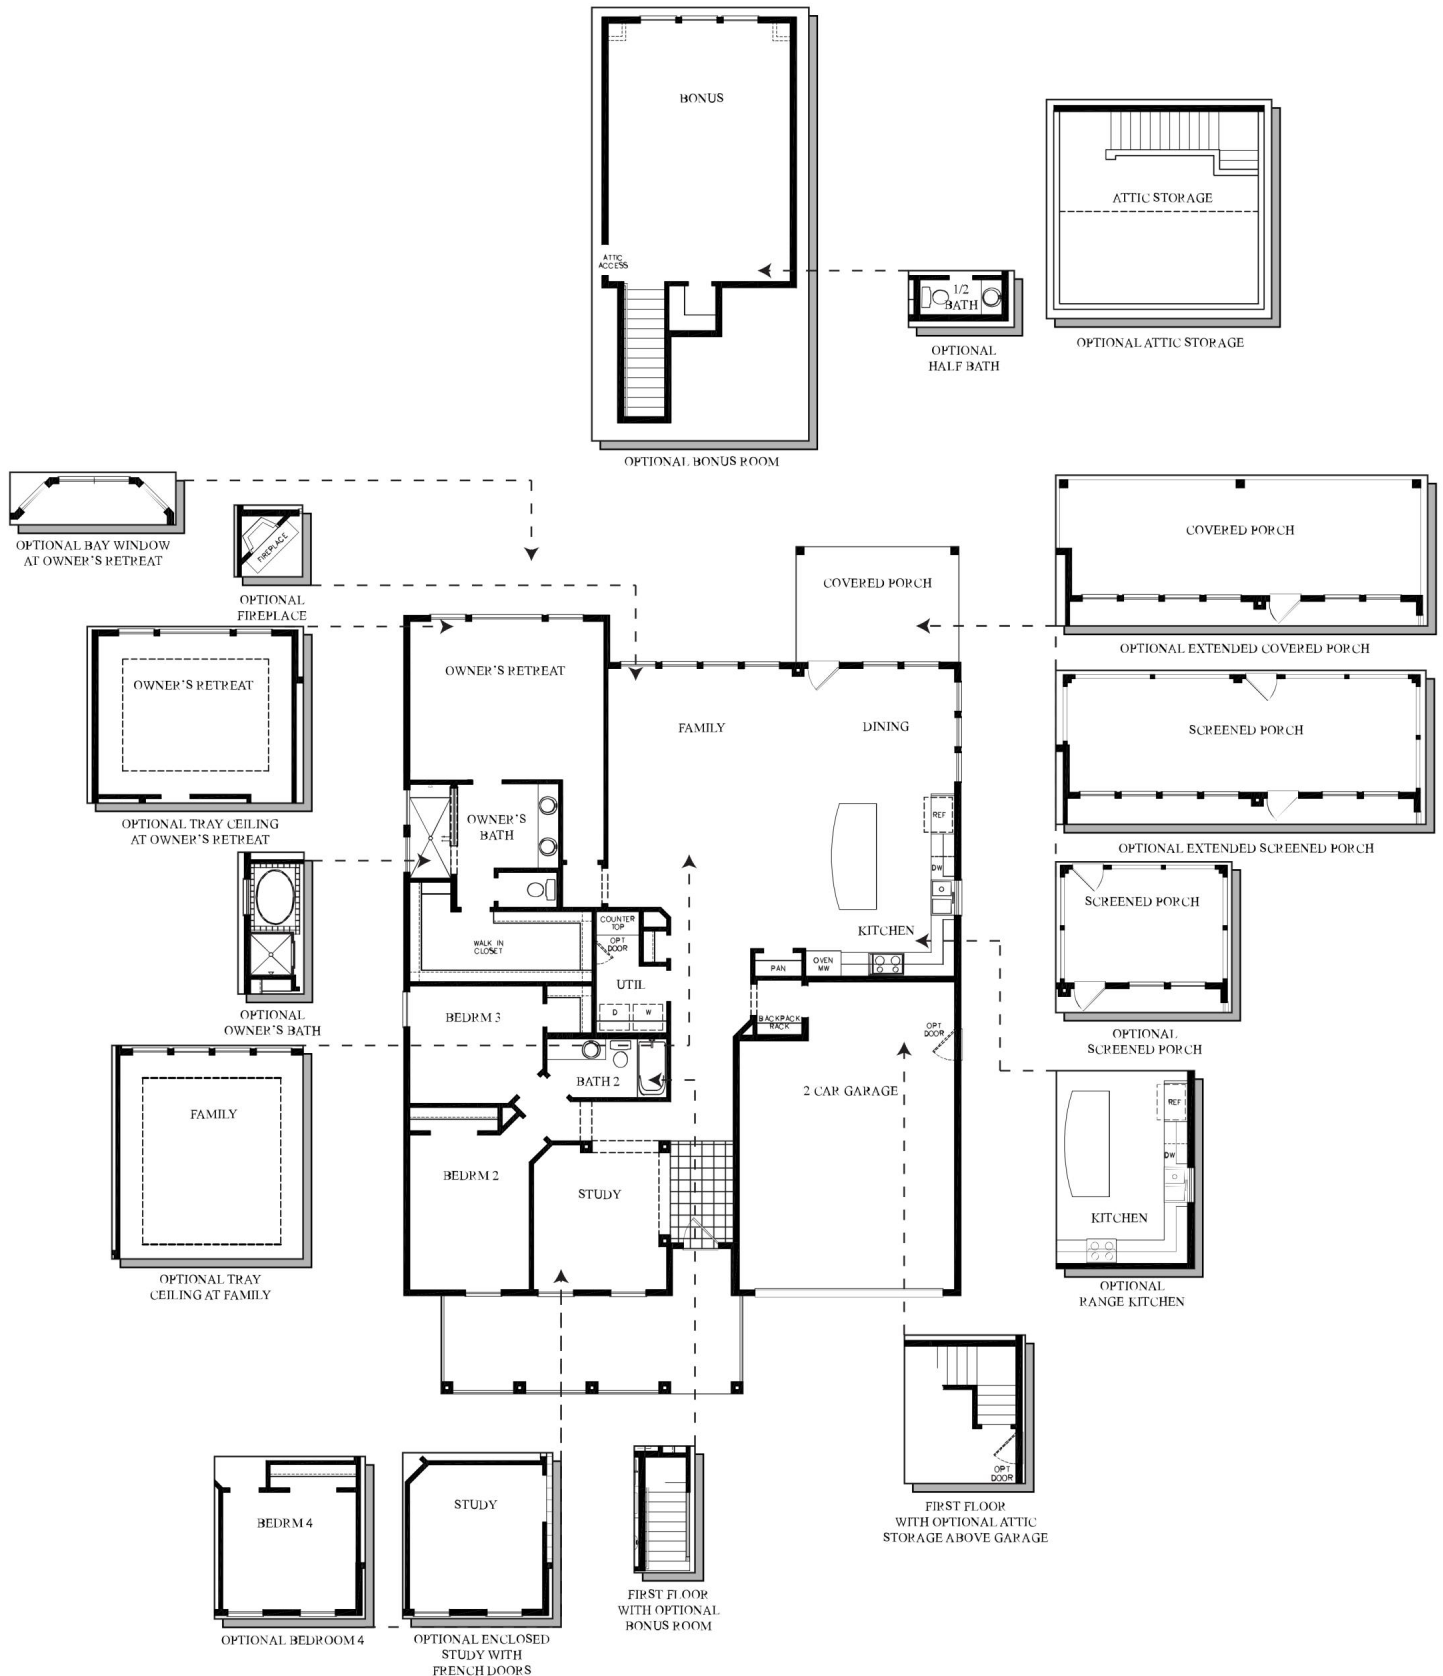 BONUS
ATTIC
ACCESS
OPTIONAL BONUS ROOM
1/2
BATH
OPTIONAL
HALF BATH
ATTIC STORAGE
OPTIONAL ATTIC STORAGE
OPTIONAL BAY WINDOW
AT OWNER'S RETREAT
FIREPLACE
OPTIONAL
FIREPLACE
OWNER'S RETREAT
OPTIONAL TRAY CEILING
AT OWNER'S RETREAT
OPTIONAL
OWNER'S BATH
FAMILY
OPTIONAL TRAY
CEILING AT FAMILY
COVERED PORCH
OWNER'S RETREAT
FAMILY
DINING
OWNER'S
BATH
REF
DW
KITCHEN
WALK IN
CLOSET
COUNTER
TOP
OPT
DOOR
UTIL
D
W
PAN
OVEN
MW
BACKPACK
RACK
OPT
DOOR
BEDRM 3
BATH 2
2 CAR GARAGE
BEDRM 2
STUDY
COVERED PORCH
OPTIONAL EXTENDED COVERED PORCH
SCREENED PORCH
OPTIONAL EXTENDED SCREENED PORCH
SCREENED PORCH
OPTIONAL
SCREENED PORCH
REF
DW
KITCHEN
OPTIONAL
RANGE KITCHEN
BEDRM 4
OPTIONAL BEDROOM 4
STUDY
OPTIONAL ENCLOSED
STUDY WITH
FRENCH DOORS
FIRST FLOOR
WITH OPTIONAL
BONUS ROOM
OPT
DOOR
FIRST FLOOR
WITH OPTIONAL ATTIC
STORAGE ABOVE GARAGE